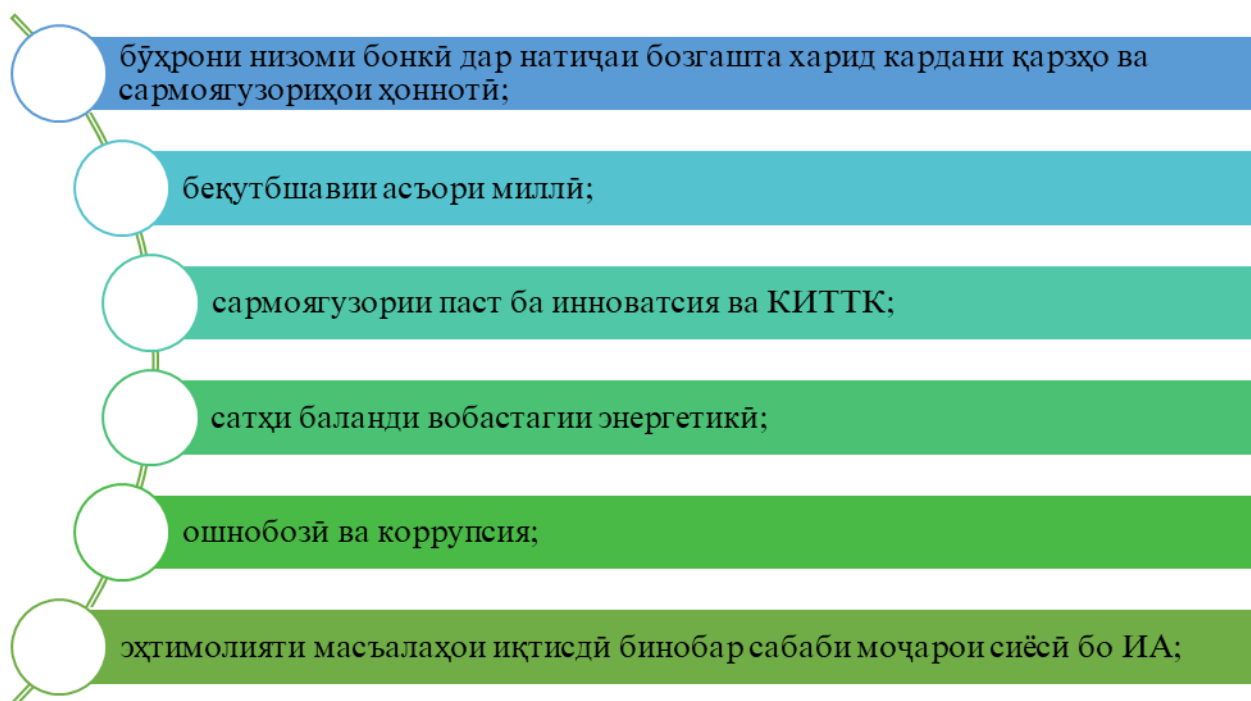 бӯҳрони низоми бонкӣ дар натиҷаи бозгашта харид кардани қарзҳо ва
сармоягузориҳои ҳоннотӣ;
беқутбшавии асъори миллӣ;
сармоягузории паст ба инноватсия ва КИТТК;
сатҳи баланди вобастагии энергетикӣ;
ошнобозӣ ва коррупсия;
эҳтимолияти масъалаҳои иқтисдӣ бинобар сабаби моҷарои сиёсӣ бо ИА;